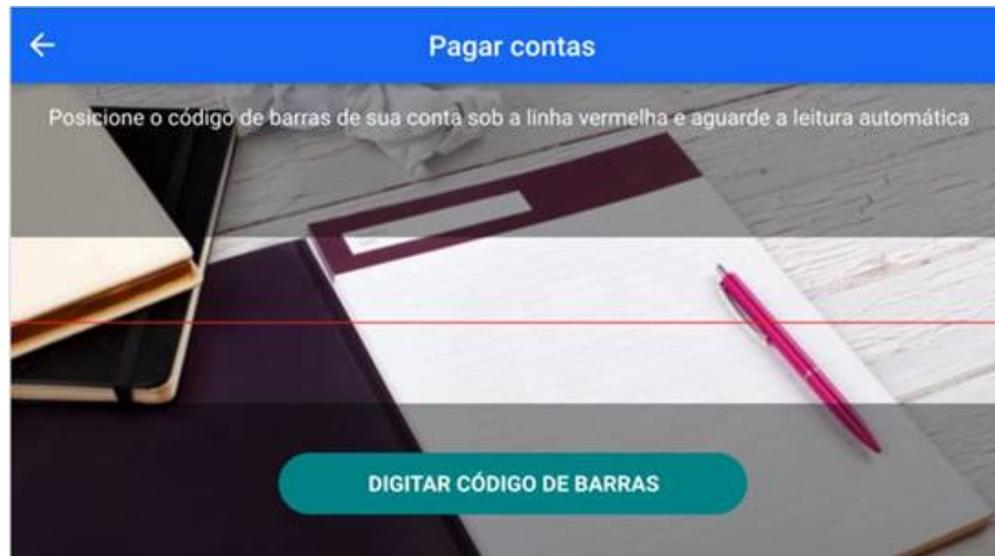 Pagar contas
Posicione o código de barras de sua conta sob a linha vermelha e aguarde a leitura automática
DIGITAR CÓDIGO DE BARRAS